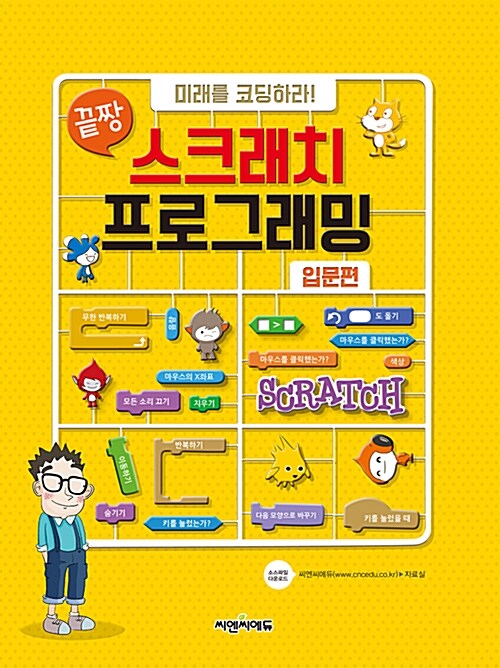 미래를 코딩하라!
끝짱
스크래치
프로그래밍
입문편
무한 반복하기
마우스의 X좌표
모든 소리 끄기
지우기
>
도 돌기
마우스를 클릭했는가?
마우스를 클릭했는가?
색상
SCRATCH
이동하기
반복하기
숨기기
키를 눌렀는가?
다음 모양으로 바꾸기
키를 눌렀을 때
소스파일
다운로드
씨엔씨에듀(www.cncedu.co.kr)▶자료실
씨엔씨에듀